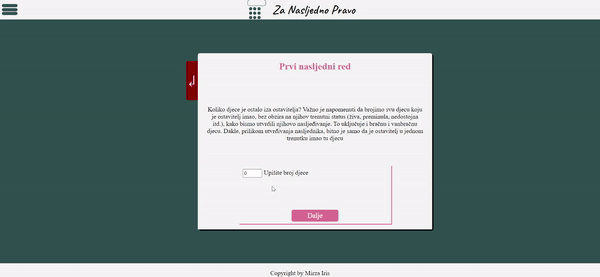 Za Nasljedno Pravo
Prvi nasljedni red
Koliko djece je ostalo iza ostavitelja? Važno je napomenuti da brojimo svu djecu koju
je ostavitelj imao, bez obzira na njihov trenutni status (živa, preminula, nedostojna
itd.), kako bismo utvrdili njihovo nasljeđivanje. To uključuje i bračnu i vanbračnu
djecu. Dakle, prilikom utvrđivanja nasljednika, bitno je samo da je ostavitelj u jednom
trenutku imao tu djecu
0 Upišite broj djece
Dalje
Copyright by Mirza Iris